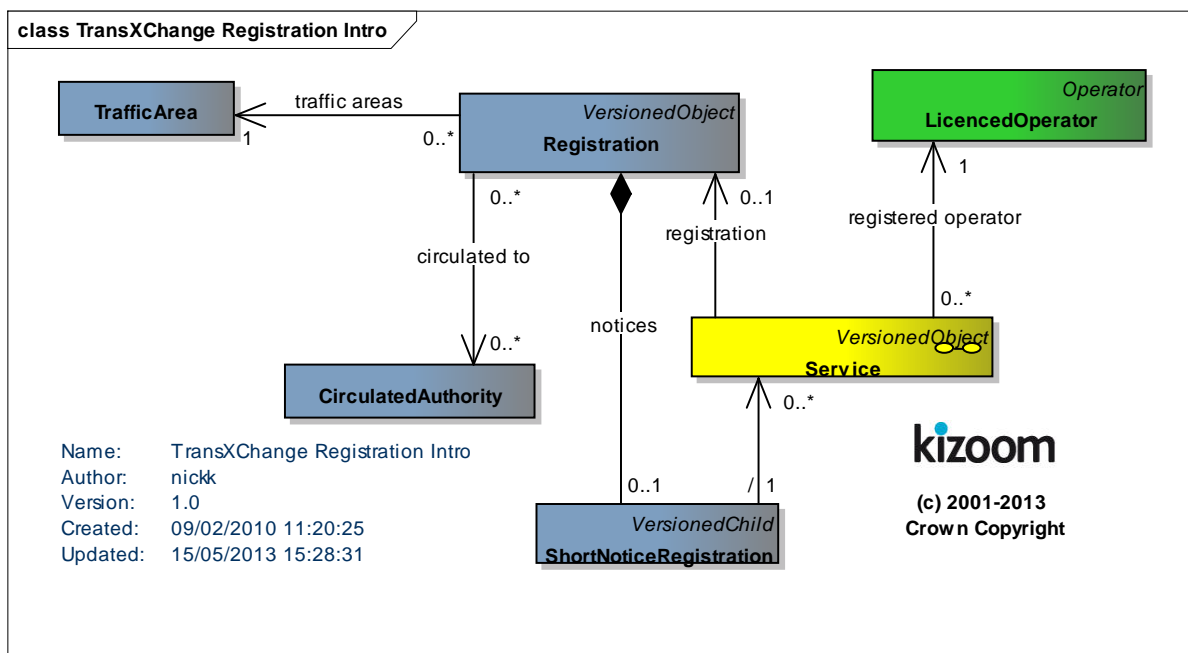 class TransXChange Registration Intro
TrafficArea
traffic areas
1
0..*
VersionedObject
Registration
Operator
LicencedOperator
0..*
circulated to
0..*
CirculatedAuthority
notices
0..1
registration
0..1
1
registered operator
0..*
VersionedObject
Service
0..*
/ 1
VersionedChild
ShortNoticeRegistration
Name: TransXChange Registration Intro
Author: nickk
Version: 1.0
Created: 09/02/2010 11:20:25
Updated: 15/05/2013 15:28:31
kizoom
(c) 2001-2013
Crown Copyright